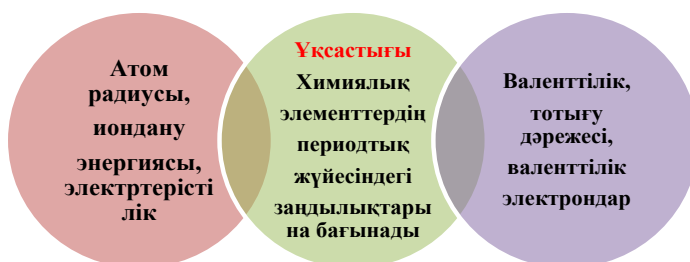 Атом
радиусы,
иондану
энергиясы,
электртерісті
лік
Ұқсастығы
Химиялық
элементтердің
периодтық
жүйесіндегі
заңдылықтары
на бағынады
Валенттілік,
тотығу
дәрежесі,
валенттілік
электрондар